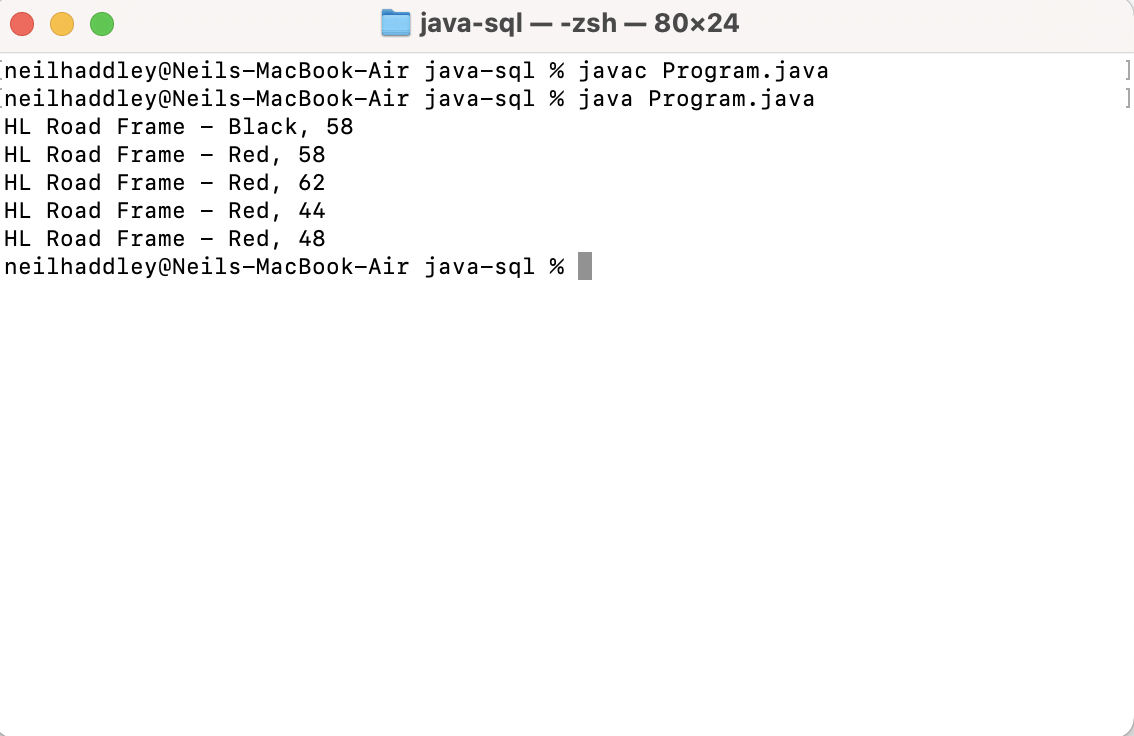 java-sql — -zsh — 80×24
[neilhaddley@Neils-MacBook-Air java-sql % javac Program.java ]
[neilhaddley@Neils-MacBook-Air java-sql % java Program.java ]
HL Road Frame - Black, 58
HL Road Frame - Red, 58
HL Road Frame - Red, 62
HL Road Frame - Red, 44
HL Road Frame - Red, 48
neilhaddley@Neils-MacBook-Air java-sql %